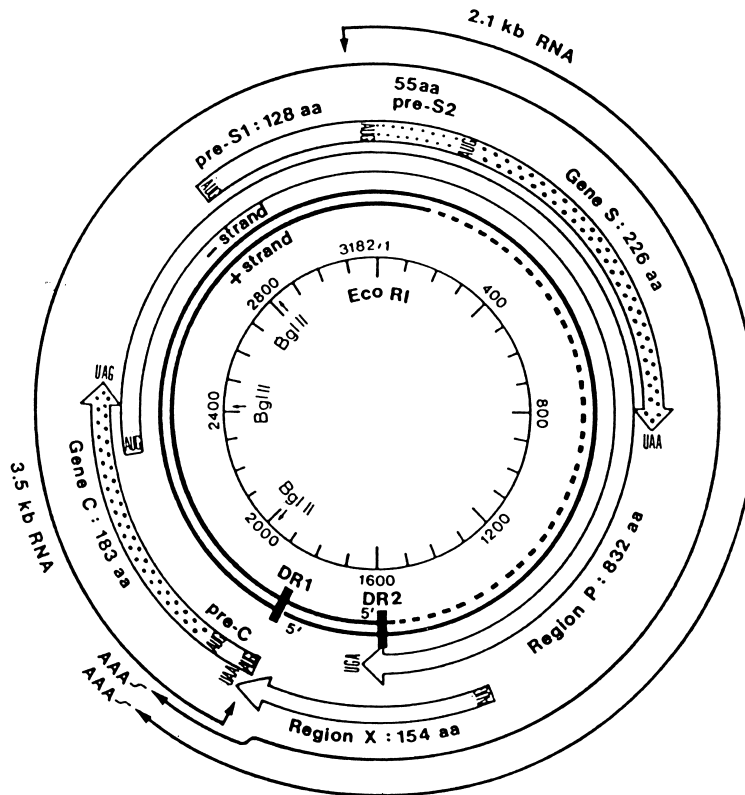 2.1 kb RNA
55aa
pre-S2
pre-S1 : 128 aa
AUG
AUG
AUG
Gene S : 226 aa
UAA
− strand
+ strand
3182/1
Eco RI
400
800
1200
1600
2000
2400
2800
Bgl II
Bgl II
Bgl II
UAG
AUG
Gene C : 183 aa
3.5 kb RNA
pre-C
AUG
AUG
UAA
DR1
5'
DR2
5'
UGA
Region P : 832 aa
AUG
Region X : 154 aa
AAA
AAA